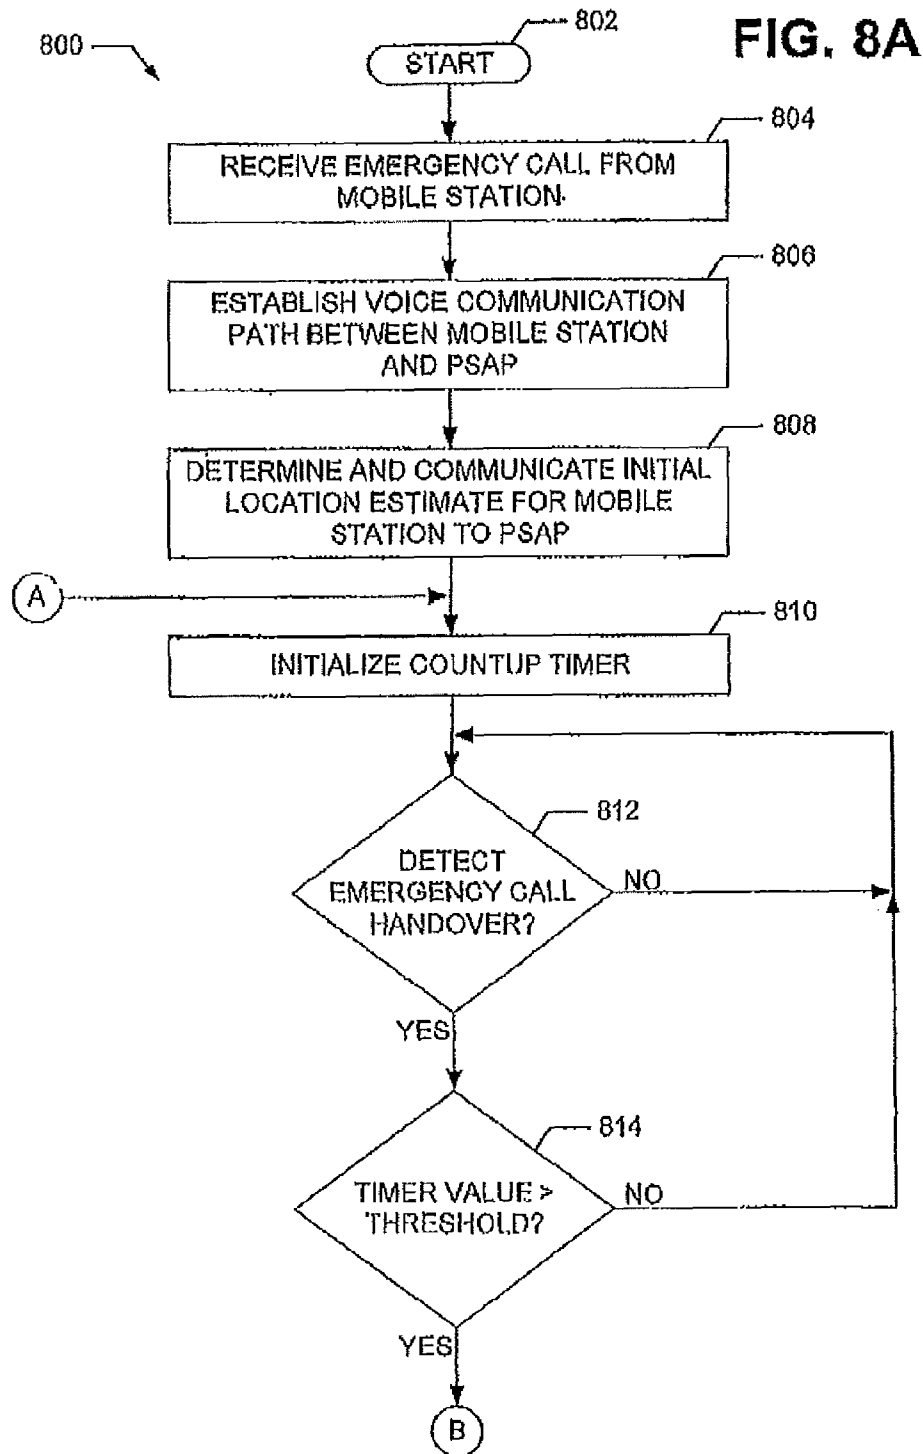 FIG. 8A
800
802
START
804
RECEIVE EMERGENCY CALL FROM
MOBILE STATION
806
ESTABLISH VOICE COMMUNICATION
PATH BETWEEN MOBILE STATION
AND PSAP
808
DETERMINE AND COMMUNICATE INITIAL
LOCATION ESTIMATE FOR MOBILE
STATION TO PSAP
A
810
INITIALIZE COUNTUP TIMER
812
DETECT
EMERGENCY CALL
HANDOVER?
NO
YES
814
TIMER VALUE >
THRESHOLD?
NO
YES
B